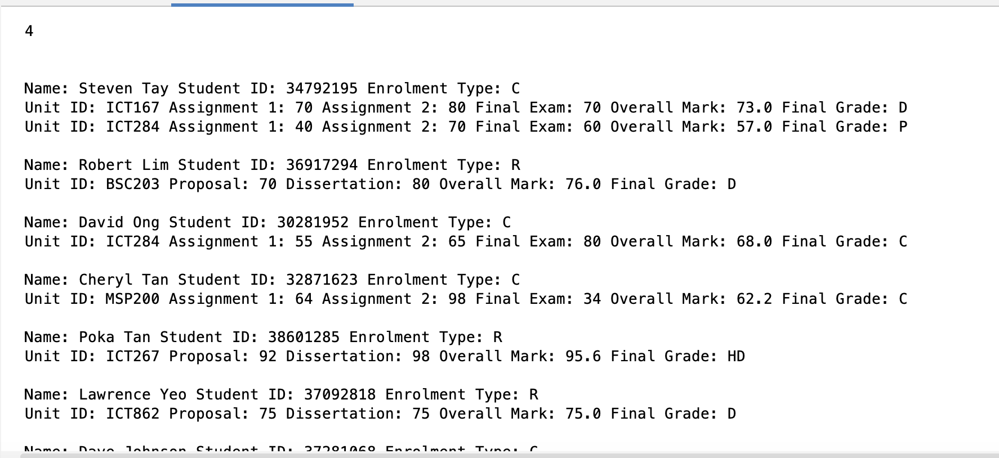 4
Name: Steven Tay Student ID: 34792195 Enrolment Type: C
Unit ID: ICT167 Assignment 1: 70 Assignment 2: 80 Final Exam: 70 Overall Mark: 73.0 Final Grade: D
Unit ID: ICT284 Assignment 1: 40 Assignment 2: 70 Final Exam: 60 Overall Mark: 57.0 Final Grade: P
Name: Robert Lim Student ID: 36917294 Enrolment Type: R
Unit ID: BSC203 Proposal: 70 Dissertation: 80 Overall Mark: 76.0 Final Grade: D
Name: David Ong Student ID: 30281952 Enrolment Type: C
Unit ID: ICT284 Assignment 1: 55 Assignment 2: 65 Final Exam: 80 Overall Mark: 68.0 Final Grade: C
Name: Cheryl Tan Student ID: 32871623 Enrolment Type: C
Unit ID: MSP200 Assignment 1: 64 Assignment 2: 98 Final Exam: 34 Overall Mark: 62.2 Final Grade: C
Name: Poka Tan Student ID: 38601285 Enrolment Type: R
Unit ID: ICT267 Proposal: 92 Dissertation: 98 Overall Mark: 95.6 Final Grade: HD
Name: Lawrence Yeo Student ID: 37092818 Enrolment Type: R
Unit ID: ICT862 Proposal: 75 Dissertation: 75 Overall Mark: 75.0 Final Grade: D
Name: Dave Johnson Student ID: 37281068 Enrolment Type: C